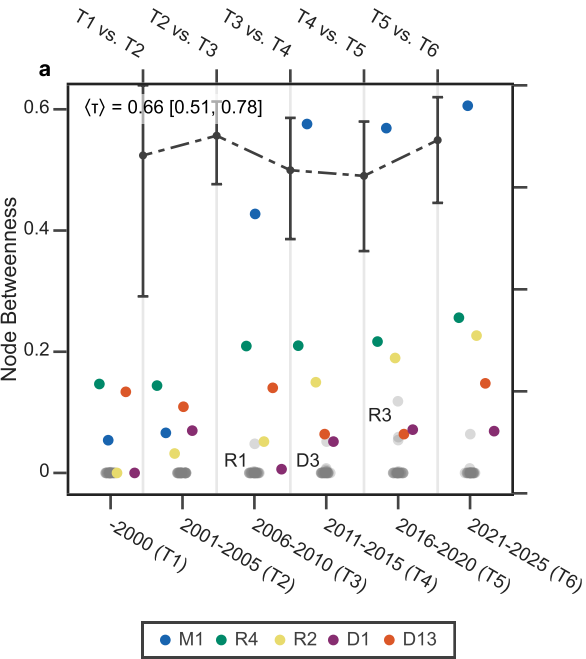 T1 vs. T2
T2 vs. T3
T3 vs. T4
T4 vs. T5
T5 vs. T6
a
⟨τ⟩ = 0.66 [0.51, 0.78]
Node Betweenness
0.6
0.4
0.2
0
R1
D3
R3
-2000 (T1)
2001-2005 (T2)
2006-2010 (T3)
2011-2015 (T4)
2016-2020 (T5)
2021-2025 (T6)
M1 R4 R2 D1 D13